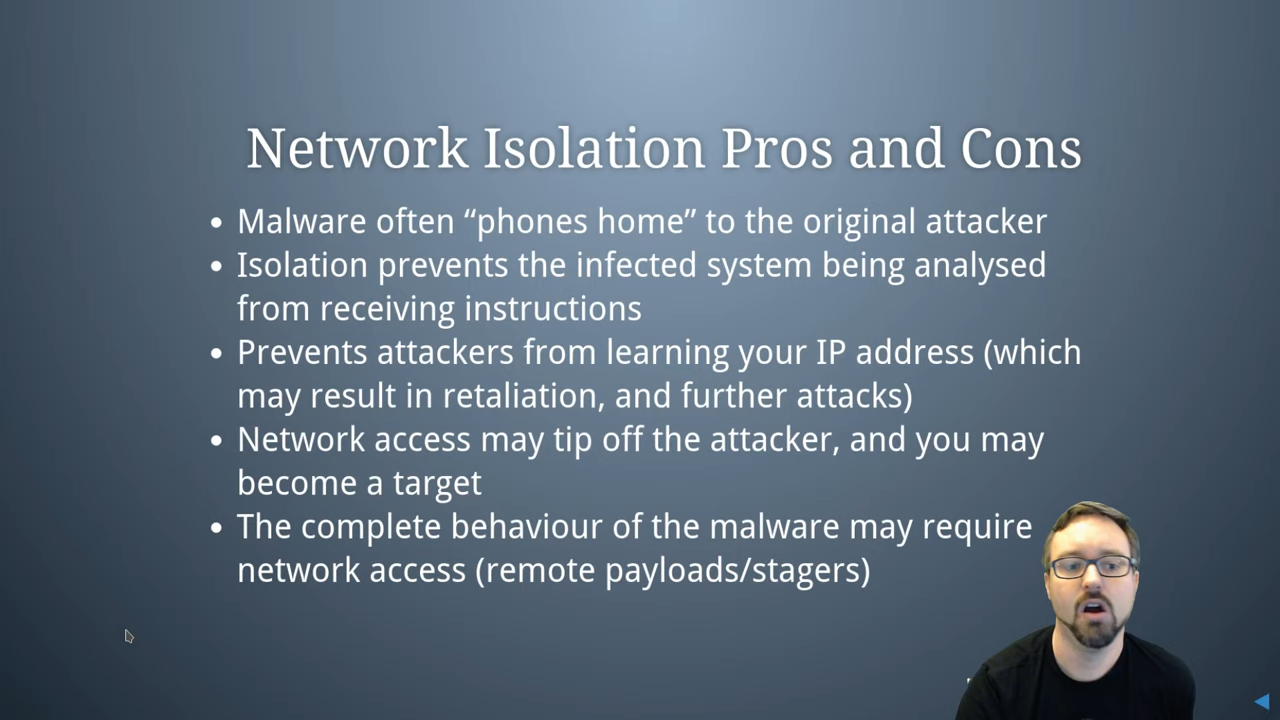 Network Isolation Pros and Cons
• Malware often “phones home” to the original attacker
• Isolation prevents the infected system being analysed
from receiving instructions
• Prevents attackers from learning your IP address (which
may result in retaliation, and further attacks)
• Network access may tip off the attacker, and you may
become a target
• The complete behaviour of the malware may require
network access (remote payloads/stagers)